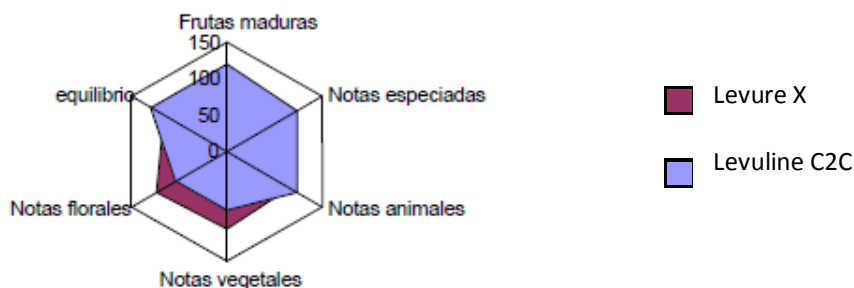 Frutas maduras
150
100
50
0
equilibrio
Notas especiadas
Notas florales
Notas animales
Notas vegetales
Levure X
Levuline C2C